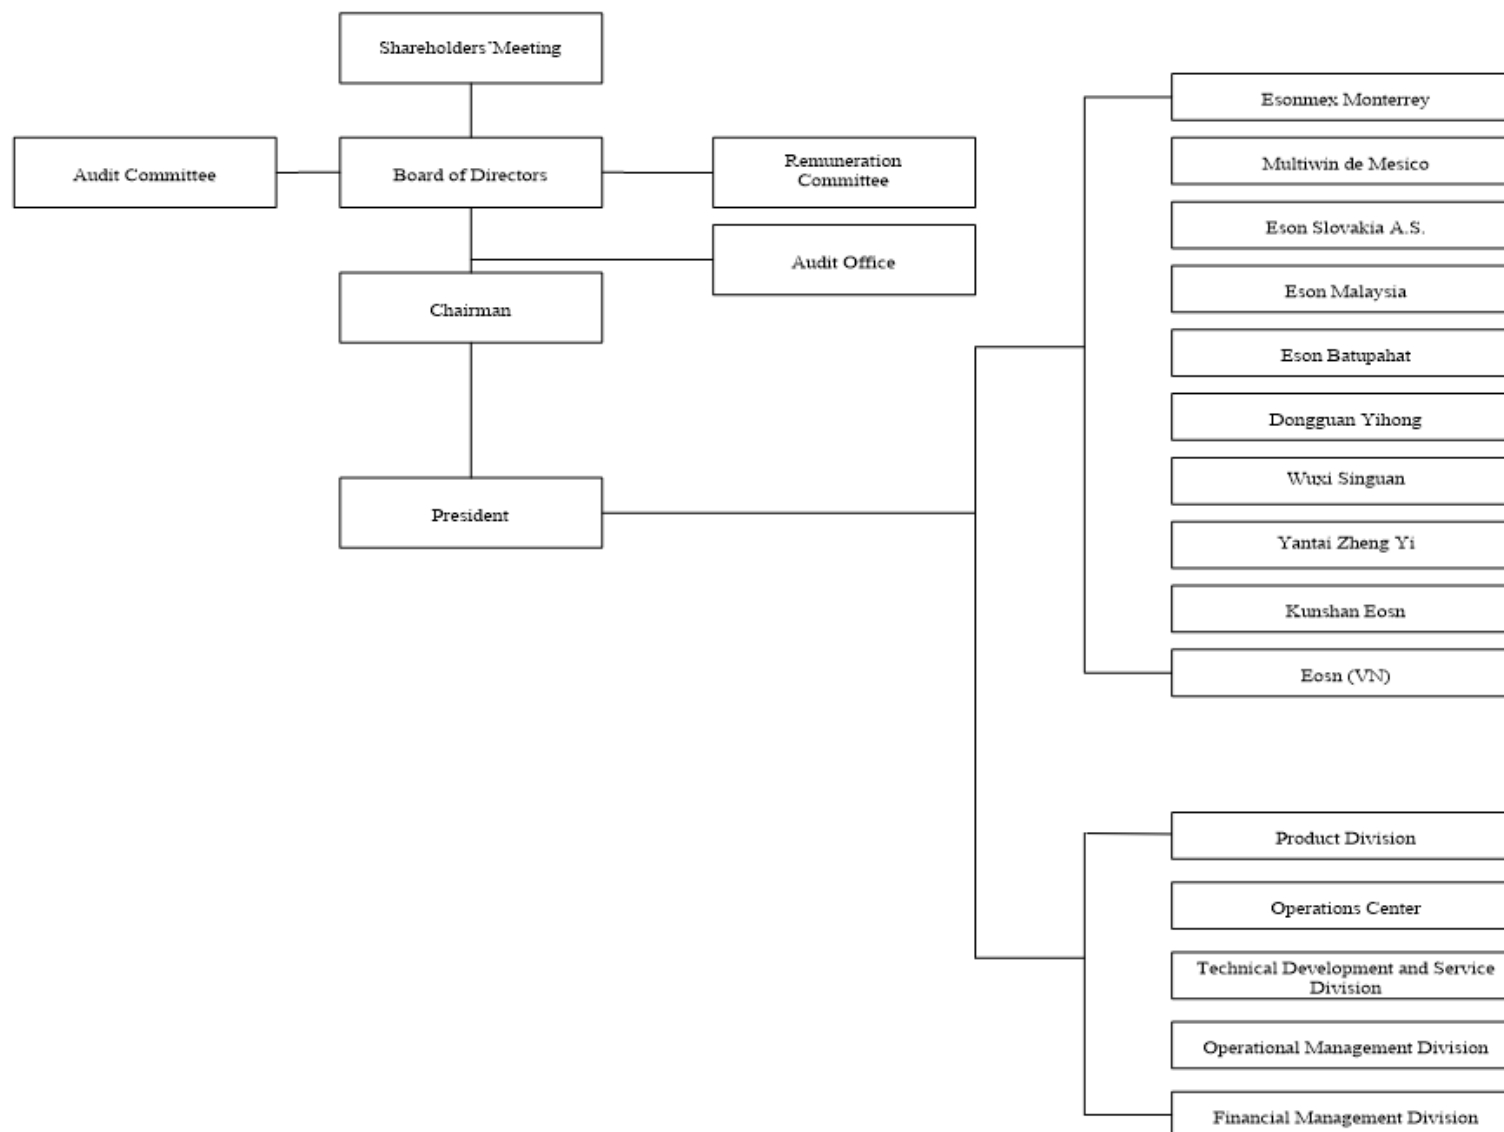 Shareholders’Meeting
Audit Committee
Board of Directors
Remuneration
Committee
Audit Office
Chairman
President
Esonmex Monterrey
Multiwin de Mesico
Eson Slovakia A.S.
Eson Malaysia
Eson Batupahat
Dongguan Yihong
Wuxi Singuan
Yantai Zheng Yi
Kunshan Eosn
Eosn (VN)
Product Division
Operations Center
Technical Development and Service
Division
Operational Management Division
Financial Management Division